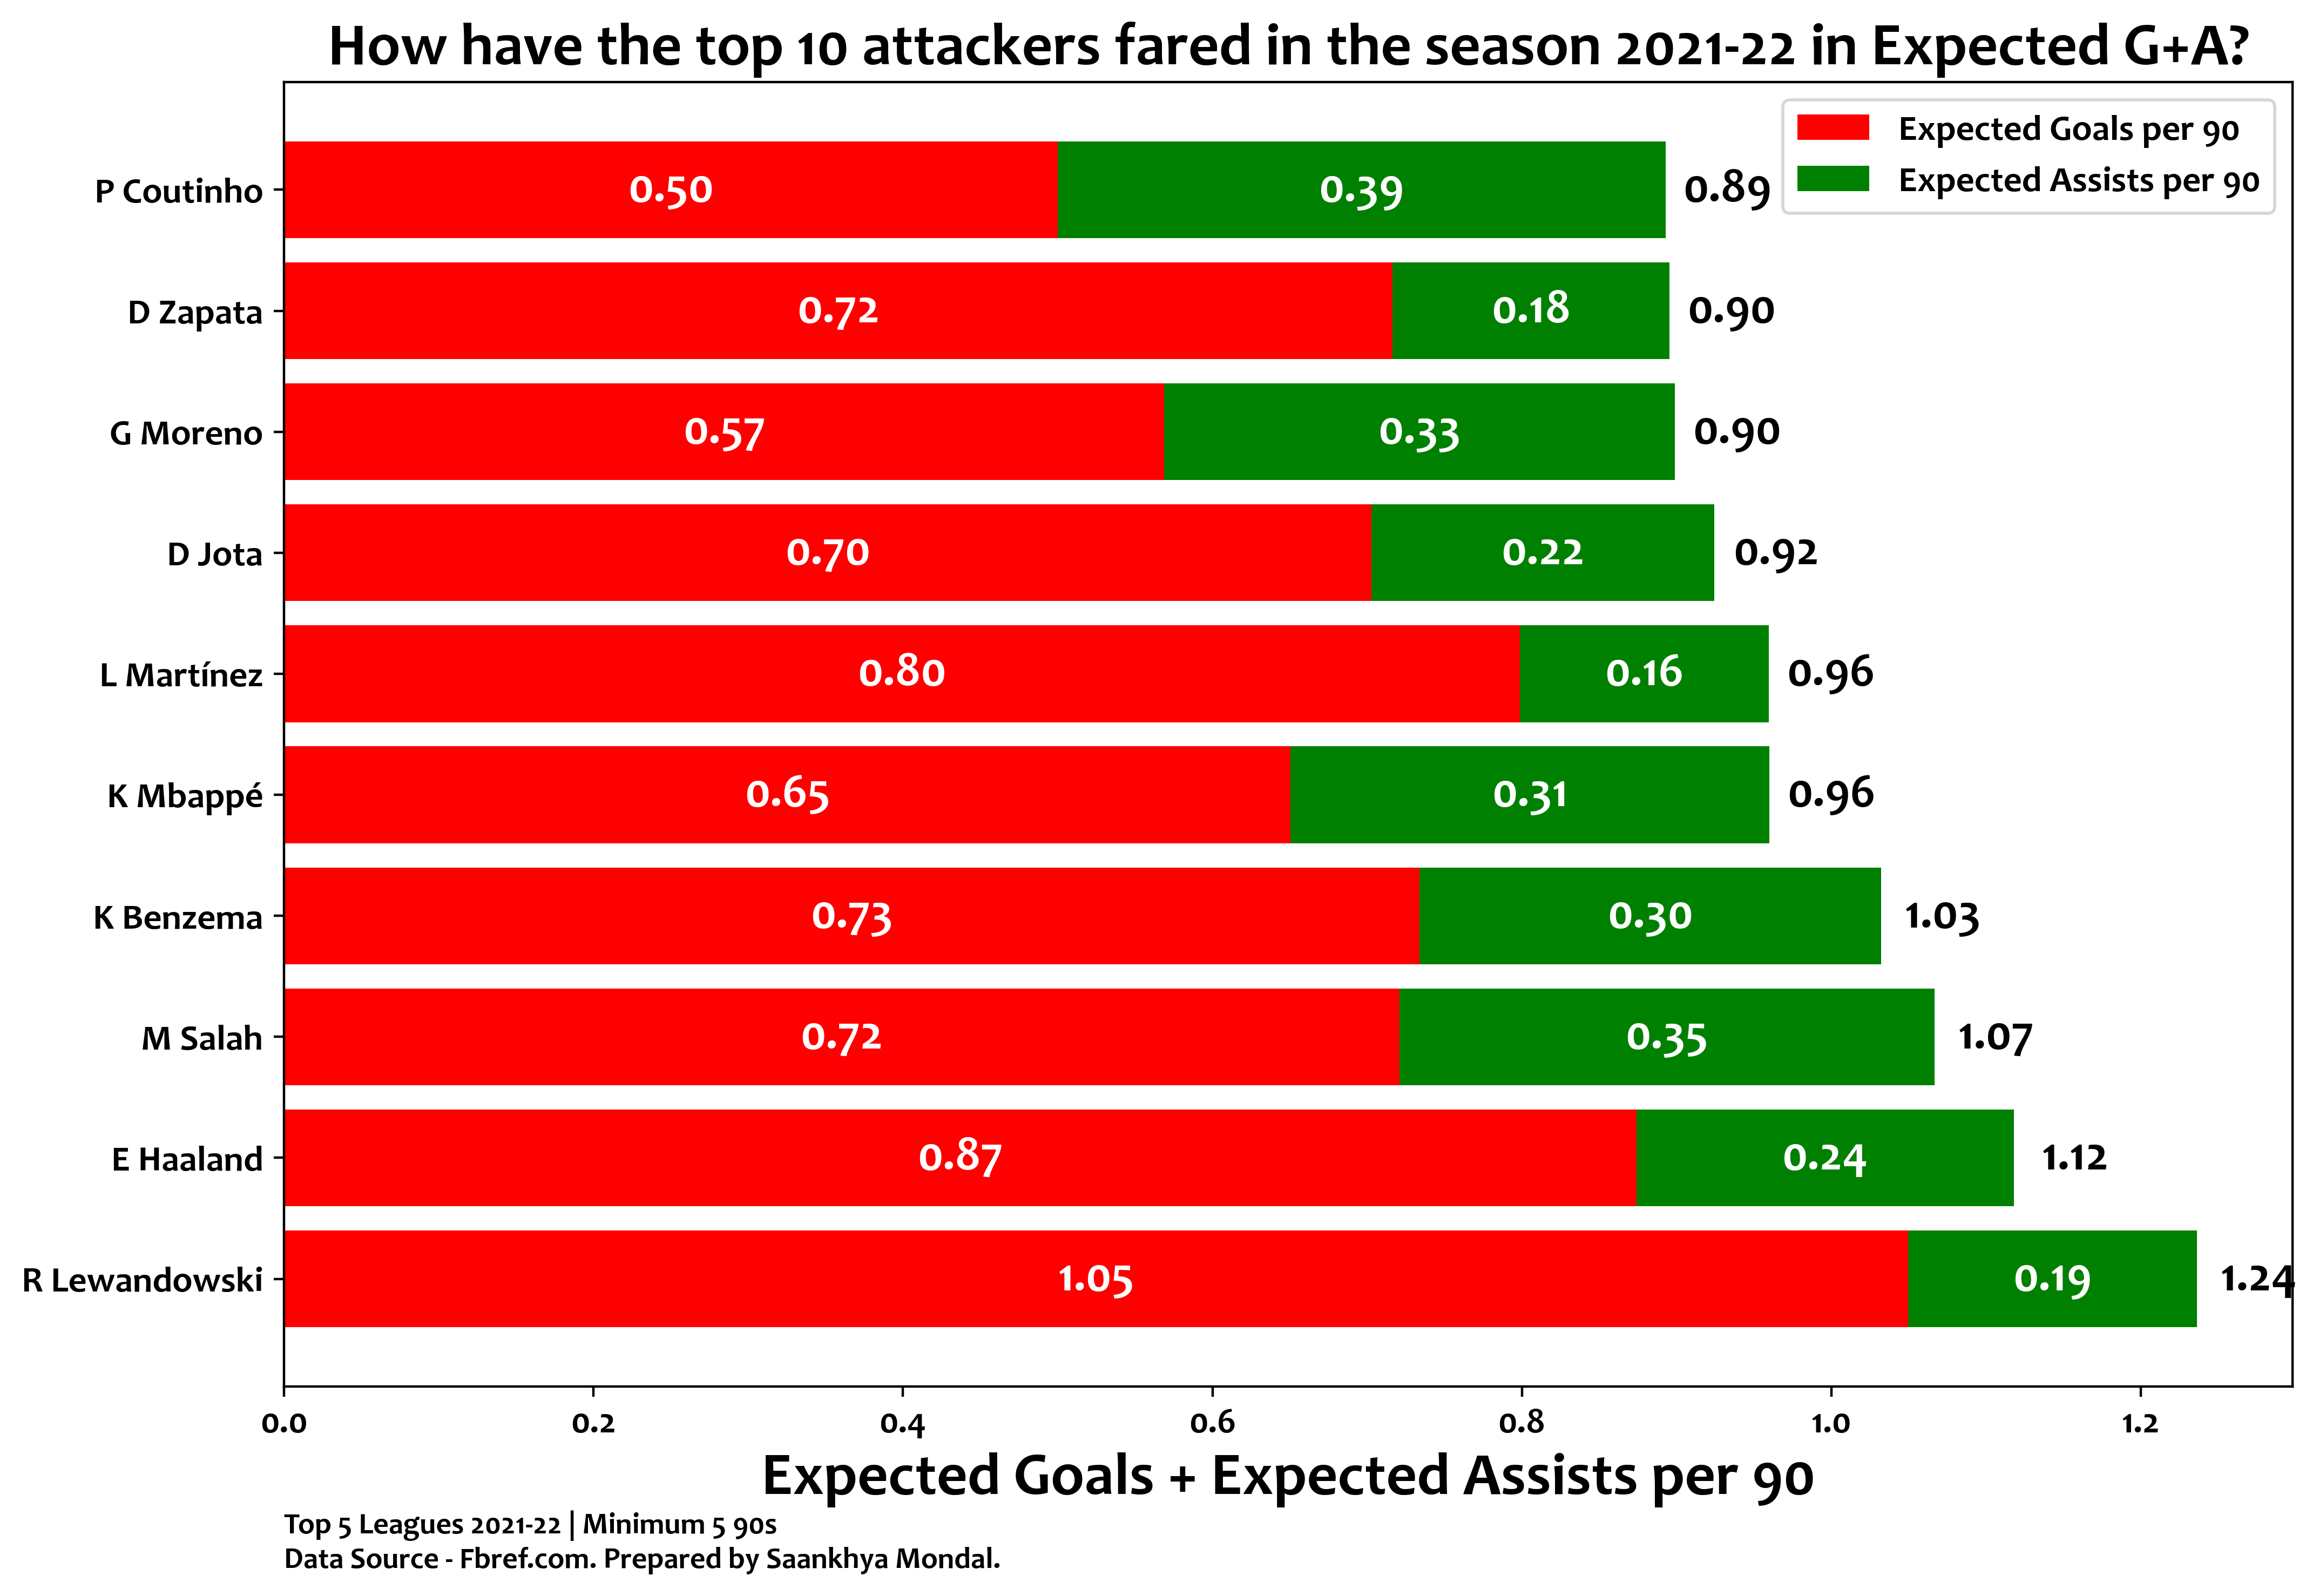 How have the top 10 attackers fared in the season 2021-22 in Expected G+A?
Expected Goals per 90
Expected Assists per 90
P Coutinho 0.50 0.39 0.89
D Zapata 0.72 0.18 0.90
G Moreno 0.57 0.33 0.90
D Jota 0.70 0.22 0.92
L Martínez 0.80 0.16 0.96
K Mbappé 0.65 0.31 0.96
K Benzema 0.73 0.30 1.03
M Salah 0.72 0.35 1.07
E Haaland 0.87 0.24 1.12
R Lewandowski 1.05 0.19 1.24
0.0 0.2 0.4 0.6 0.8 1.0 1.2
Expected Goals + Expected Assists per 90
Top 5 Leagues 2021-22 | Minimum 5 90s
Data Source - Fbref.com. Prepared by Saankhya Mondal.